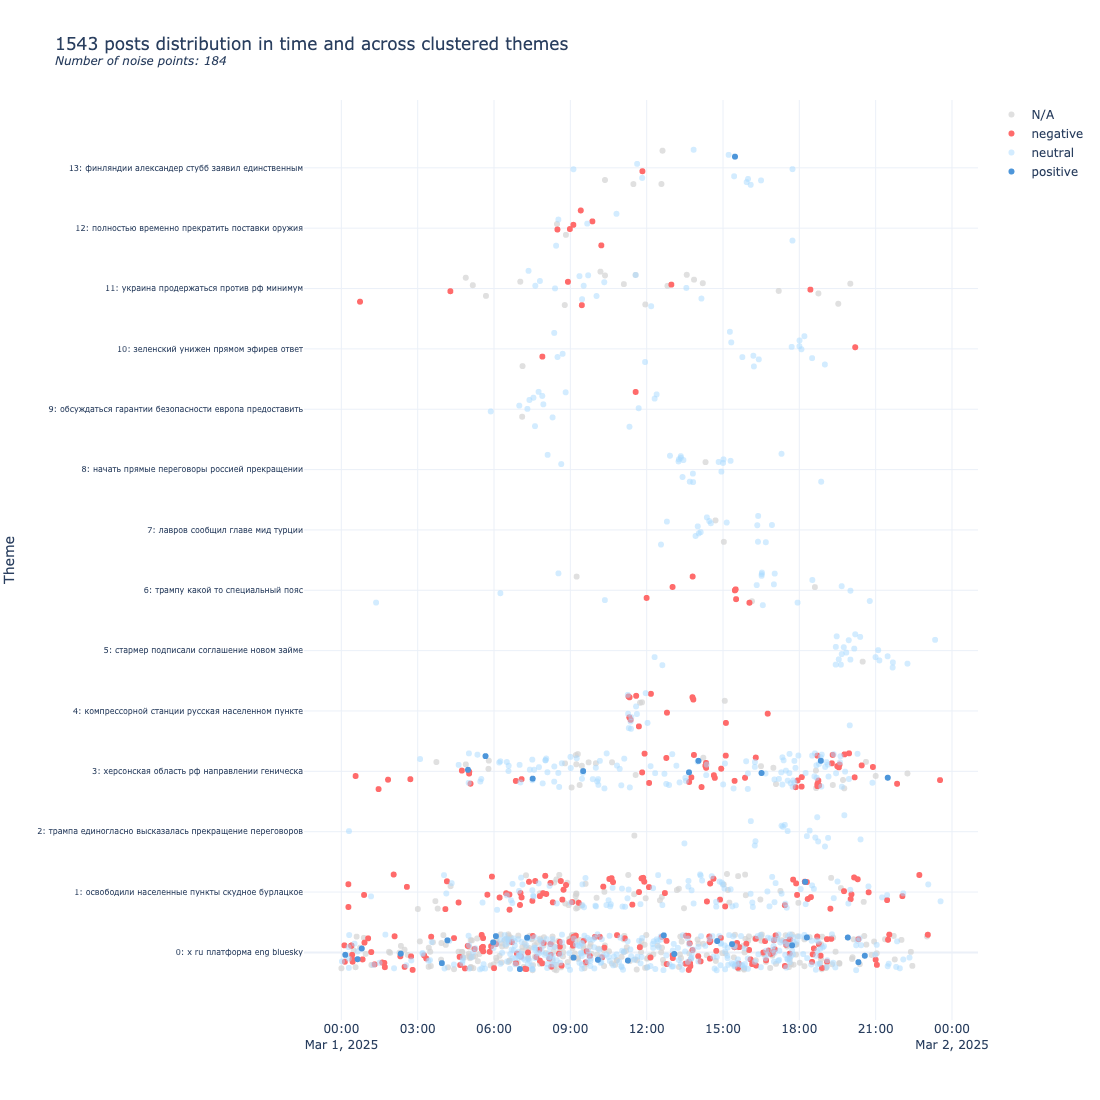 1543 posts distribution in time and across clustered themes
Number of noise points: 184
N/A
negative
neutral
positive
Theme
13: финляндии александер стубб заявил единственным
12: полностью временно прекратить поставки оружия
11: украина продержаться против рф минимум
10: зеленский унижен прямом эфирев ответ
9: обсуждаться гарантии безопасности европа предоставить
8: начать прямые переговоры россией прекращении
7: лавров сообщил главе мид турции
6: трампу какой то специальный пояс
5: стармер подписали соглашение новом займе
4: компрессорной станции русская населенном пункте
3: херсонская область рф направлении геническа
2: трампа единогласно высказалась прекращение переговоров
1: освободили населенные пункты скудное бурлацкое
0: x ru платформа eng bluesky
00:00 03:00 06:00 09:00 12:00 15:00 18:00 21:00 00:00
Mar 1, 2025 Mar 2, 2025